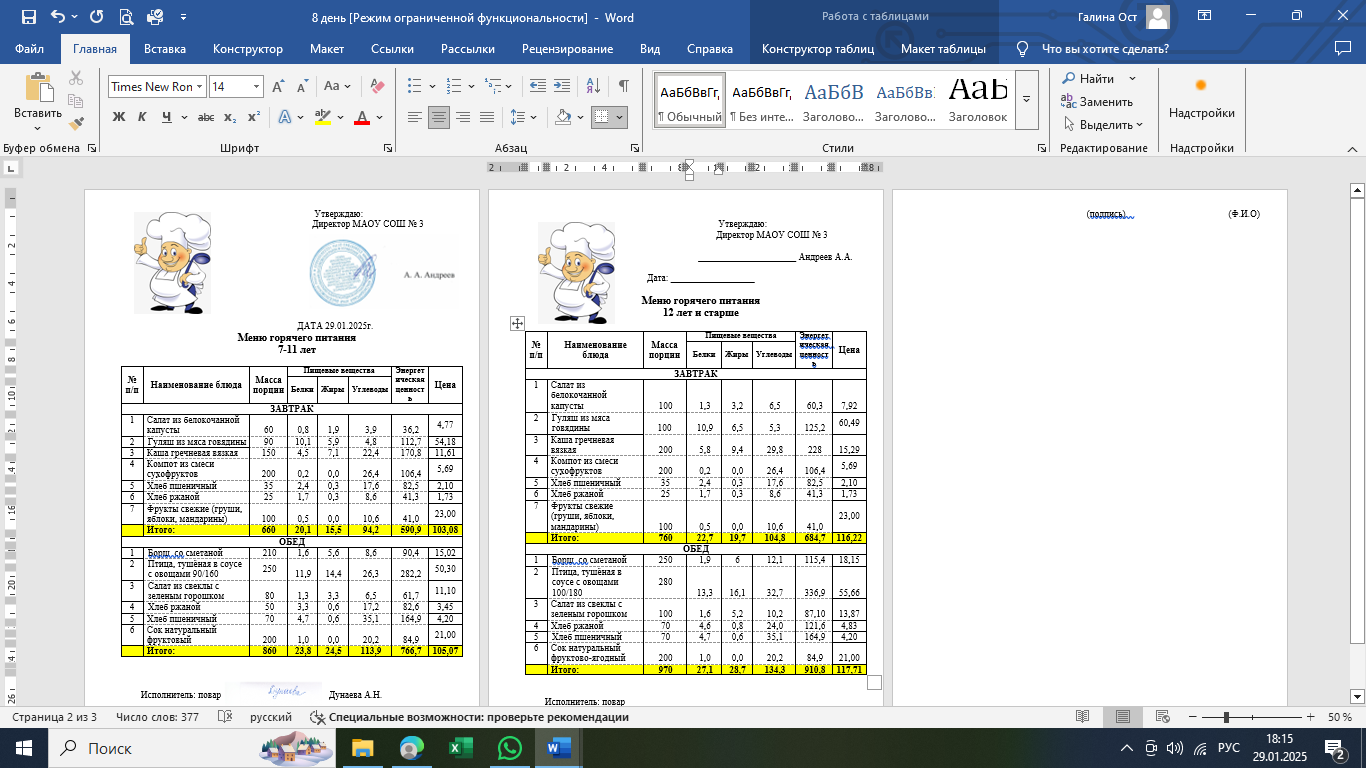 8 день [Режим ограниченной функциональности] - Word
Работа с таблицами
Галина Ост
Файл Главная Вставка Конструктор Макет Ссылки Рассылки Рецензирование Вид Справка Конструктор таблиц Макет таблицы Что вы хотите сделать?
Вставить
Times New Ron 14
Ж К Ч abc x₂ x²
АаБбВвГг, АаБбВвГг, АаБбВ АаБбВв АаБ
¶ Обычный ¶ Без инте... Заголово... Заголово... Заголовок
Найти
Заменить
Выделить
Настройки
Буфер обмена Шрифт Абзац Стили Редактирование Настройки
Утверждаю:
Директор МАОУ СОШ № 3
А. А. Андреев
ДАТА 29.01.2025г.
Меню горячего питания
7-11 лет
№ п/п Наименование блюда Масса порции Пищевые вещества Энергетическая ценность Цена
Белки Жиры Углеводы
ЗАВТРАК
1 Салат из белокочанной капусты 60 0,8 1,9 3,9 36,2 4,77
2 Гуляш из мяса говядины 90 10,1 5,9 4,8 112,7 54,18
3 Каша гречневая вязкая 150 4,5 7,1 22,4 170,8 11,61
4 Компот из смеси сухофруктов 200 0,2 0,0 26,4 106,4 5,69
5 Хлеб пшеничный 35 2,4 0,3 17,6 82,5 2,10
6 Хлеб ржаной 25 1,7 0,3 8,6 41,3 1,73
7 Фрукты свежие (груши, яблоки, мандарины) 100 0,5 0,0 10,6 41,0 23,00
Итого: 660 20,1 15,5 94,2 590,9 103,08
ОБЕД
1 Борщ со сметаной 210 1,6 5,6 8,6 90,4 15,02
2 Птица, тушёная в соусе с овощами 90/160 250 11,9 14,4 26,3 282,2 50,30
3 Салат из свеклы с зеленым горошком 80 1,3 3,3 6,5 61,7 11,10
4 Хлеб ржаной 50 3,3 0,6 17,2 82,6 3,45
5 Хлеб пшеничный 70 4,7 0,6 35,1 164,9 4,20
6 Сок натуральный фруктовый 200 1,0 0,0 20,2 84,9 21,00
Итого: 860 23,8 24,5 113,9 766,7 105,07
Исполнитель: повар Дунаева А.Н.
Утверждаю:
Директор МАОУ СОШ № 3
Андреев А.А.
Дата:
Меню горячего питания
12 лет и старше
№ п/п Наименование блюда Масса порции Пищевые вещества Энергетическая ценность Цена
Белки Жиры Углеводы
ЗАВТРАК
1 Салат из белокочанной капусты 100 1,3 3,2 6,5 60,3 7,92
2 Гуляш из мяса говядины 100 10,9 6,5 5,3 125,2 60,49
3 Каша гречневая вязкая 200 5,8 9,4 29,8 228 15,29
4 Компот из смеси сухофруктов 200 0,2 0,0 26,4 106,4 5,69
5 Хлеб пшеничный 35 2,4 0,3 17,6 82,5 2,10
6 Хлеб ржаной 25 1,7 0,3 8,6 41,3 1,73
7 Фрукты свежие (груши, яблоки, мандарины) 100 0,5 0,0 10,6 41,0 23,00
Итого: 760 22,7 19,7 104,8 684,7 116,22
ОБЕД
1 Борщ со сметаной 250 1,9 6 12,1 115,4 18,15
2 Птица, тушёная в соусе с овощами 100/180 280 13,3 16,1 32,7 336,9 55,66
3 Салат из свеклы с зеленым горошком 100 1,6 5,2 10,2 87,10 13,87
4 Хлеб ржаной 70 4,6 0,8 24,0 121,6 4,83
5 Хлеб пшеничный 70 4,7 0,6 35,1 164,9 4,20
6 Сок натуральный фруктово-ягодный 200 1,0 0,0 20,2 84,9 21,00
Итого: 970 27,1 28,7 134,3 910,8 117,71
Исполнитель: повар
(подпись) (Ф.И.О)
Страница 2 из 3 Число слов: 377 русский Специальные возможности: проверьте рекомендации 50 %
Поиск
РУС
18:15
29.01.2025
2